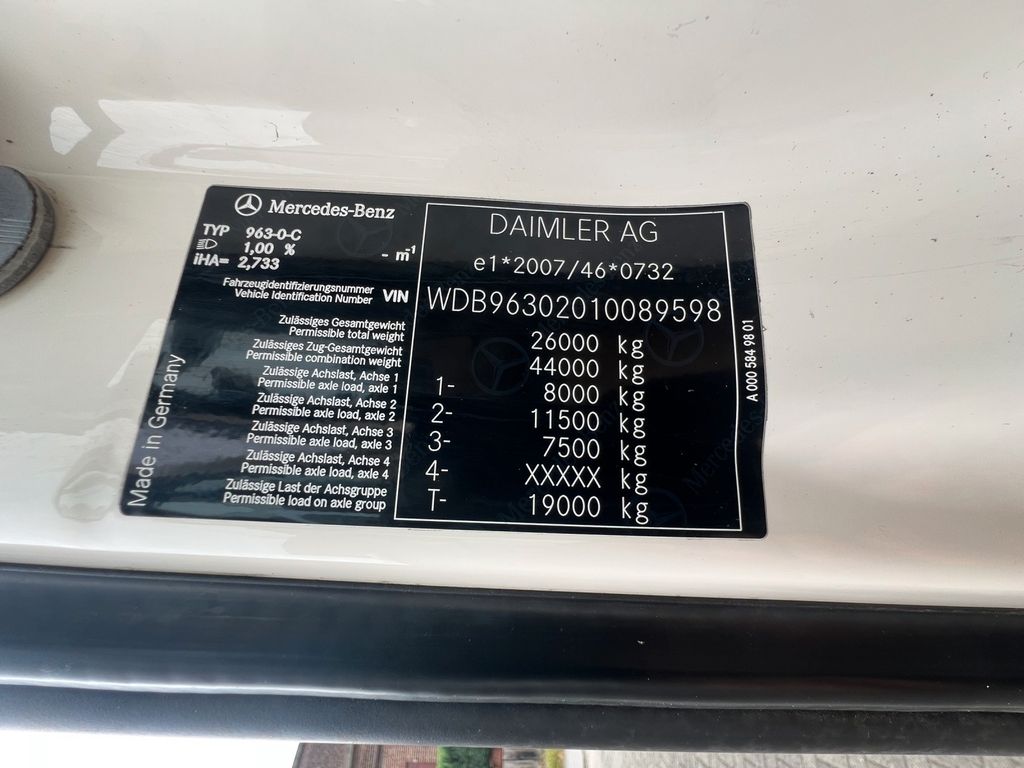 Mercedes-Benz
TYP 963-0-C
1,00 % - m-1
iHA= 2,733
DAIMLER AG
e1*2007/46*0732
Fahrzeugidentifizierungsnummer
Vehicle Identification Number VIN WDB96302010089598
Zulässiges Gesamtgewicht
Permissible total weight 26000 kg
Zulässiges Zug-Gesamtgewicht
Permissible combination weight 44000 kg
Zulässige Achslast, Achse 1
Permissible axle load, axle 1 1- 8000 kg
Zulässige Achslast, Achse 2
Permissible axle load, axle 2 2- 11500 kg
Zulässige Achslast, Achse 3
Permissible axle load, axle 3 3- 7500 kg
Zulässige Achslast, Achse 4
Permissible axle load, axle 4 4- XXXXX kg
Zulässige Last der Achsgruppe
Permissible load on axle group T- 19000 kg
Made in Germany
A 000 584 98 01